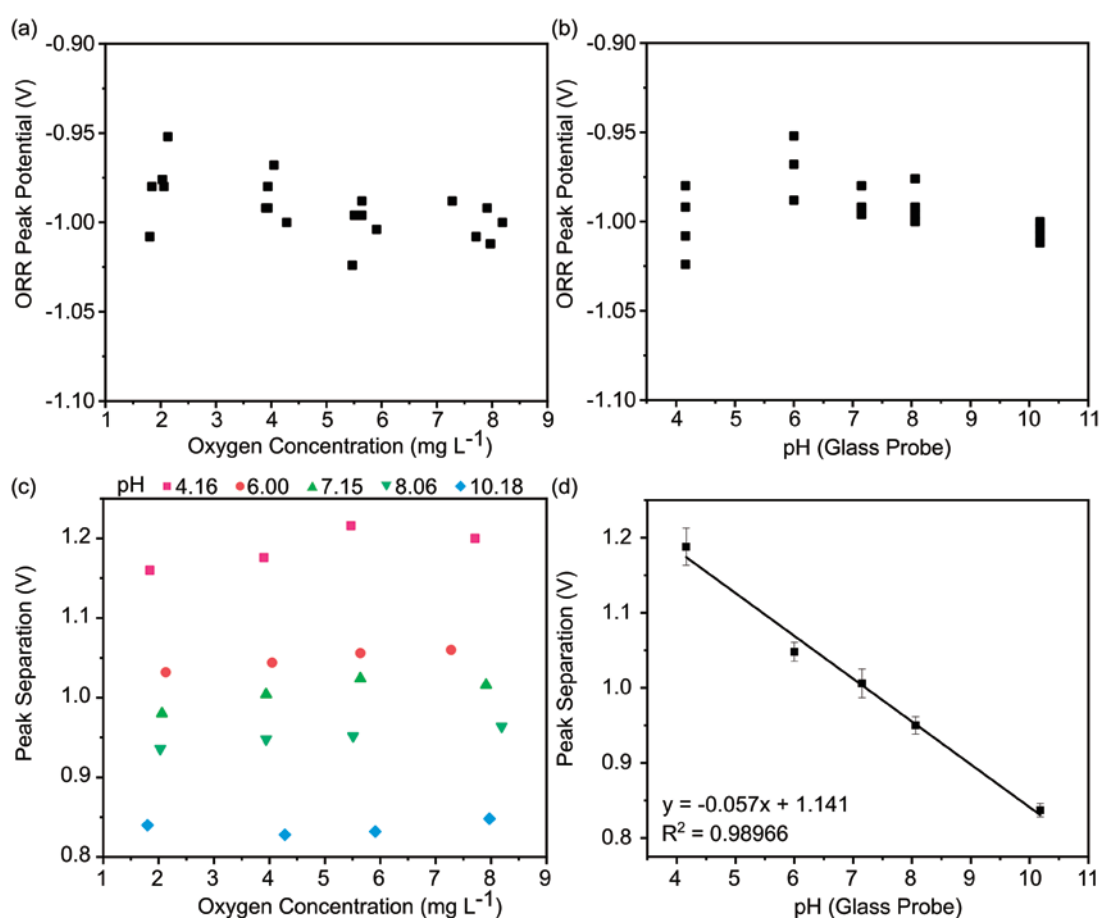 (a)
-0.90
-0.95
-1.00
-1.05
-1.10
ORR Peak Potential (V)
1 2 3 4 5 6 7 8 9
Oxygen Concentration (mg L-1)
(b)
-0.90
-0.95
-1.00
-1.05
-1.10
ORR Peak Potential (V)
4 5 6 7 8 9 10 11
pH (Glass Probe)
(c)
pH 4.16 6.00 7.15 8.06 10.18
1.2
1.1
1.0
0.9
0.8
Peak Separation (V)
1 2 3 4 5 6 7 8 9
Oxygen Concentration (mg L-1)
(d)
1.2
1.1
1.0
0.9
0.8
Peak Separation (V)
y = -0.057x + 1.141
R2 = 0.98966
4 5 6 7 8 9 10 11
pH (Glass Probe)